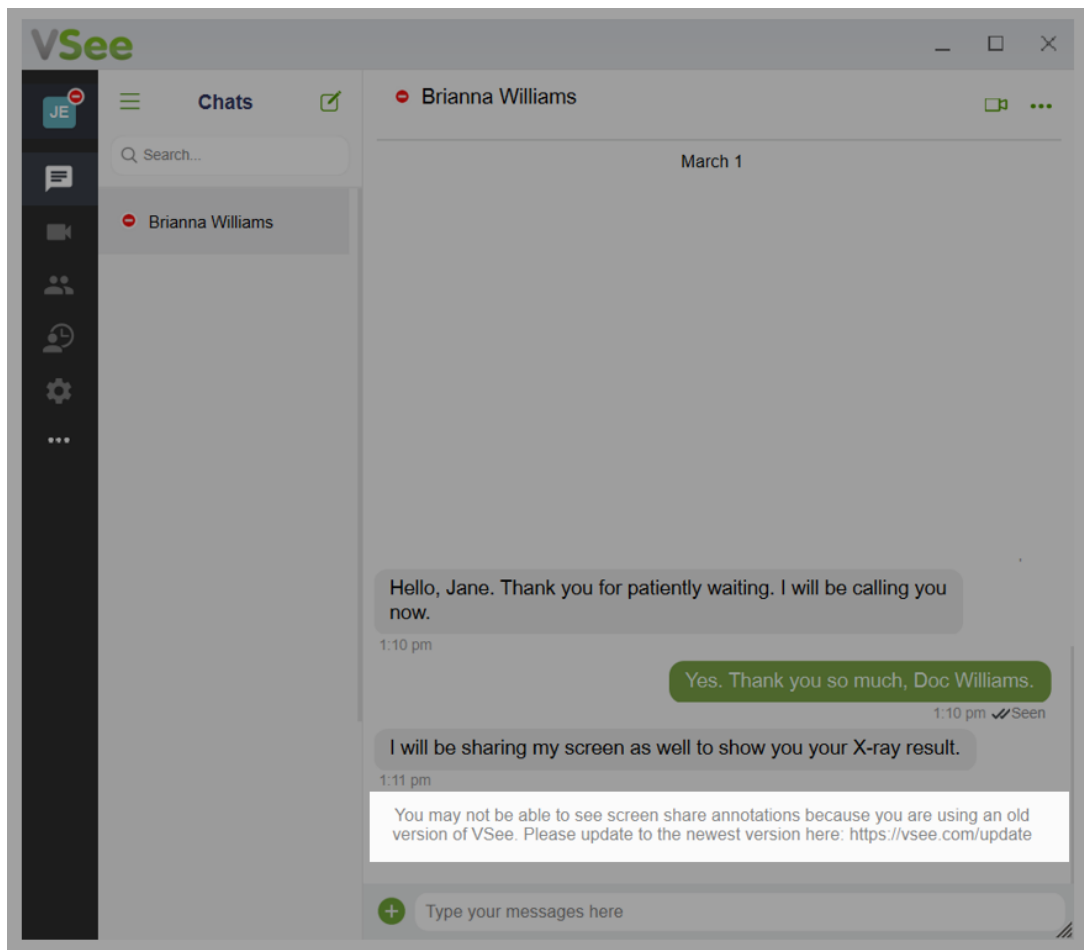 VSee
JE
Chats
Search...
Brianna Williams
Brianna Williams
March 1
Hello, Jane. Thank you for patiently waiting. I will be calling you
now.
1:10 pm
Yes. Thank you so much, Doc Williams.
1:10 pm Seen
I will be sharing my screen as well to show you your X-ray result.
1:11 pm
You may not be able to see screen share annotations because you are using an old
version of VSee. Please update to the newest version here: https://vsee.com/update
Type your messages here